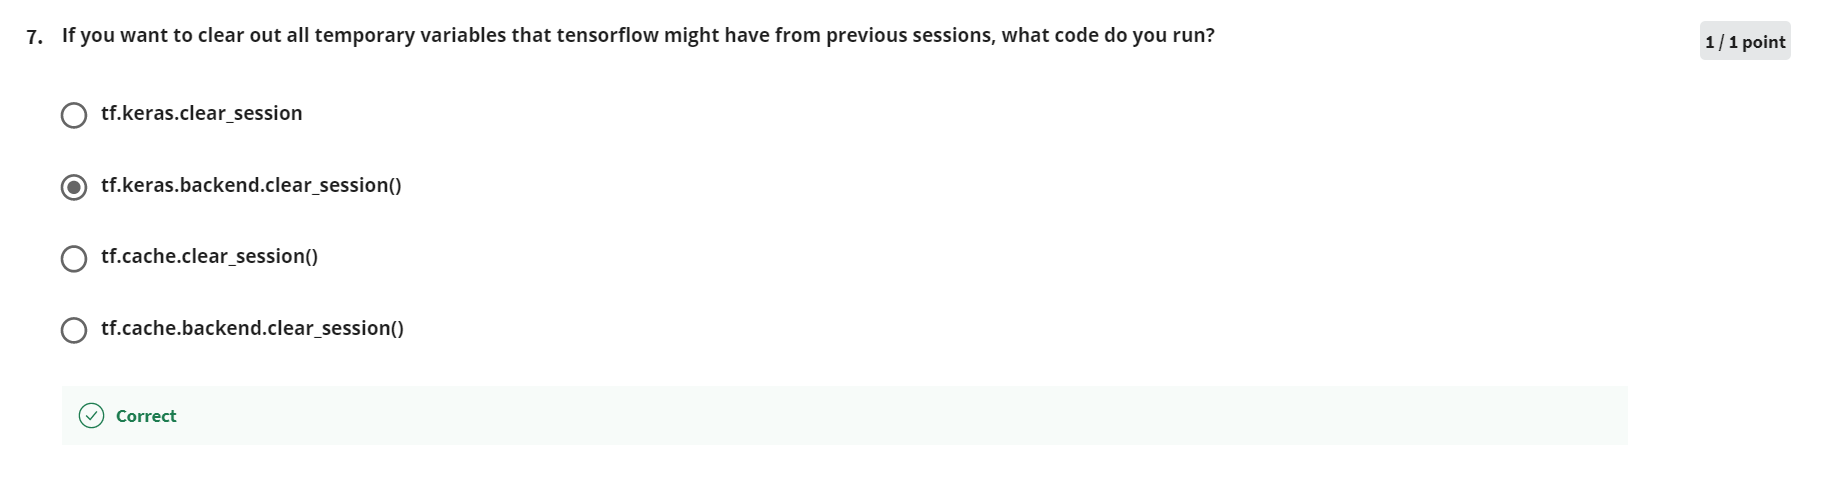 7. If you want to clear out all temporary variables that tensorflow might have from previous sessions, what code do you run?
1 / 1 point
tf.keras.clear_session
tf.keras.backend.clear_session()
tf.cache.clear_session()
tf.cache.backend.clear_session()
Correct